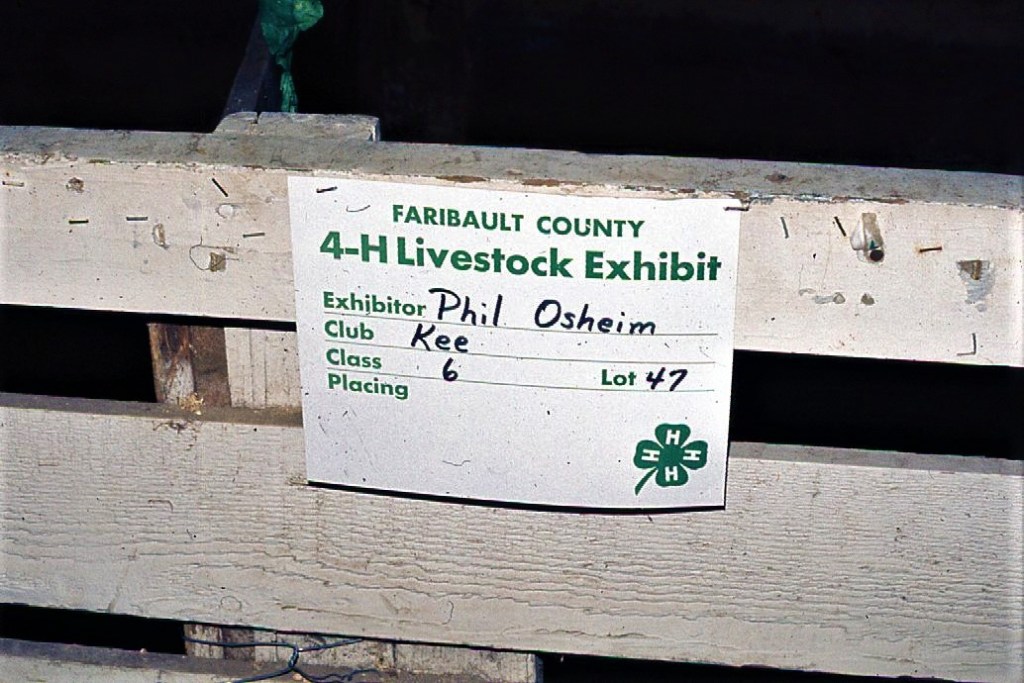 FARIBAULT COUNTY
4-H Livestock Exhibit
Exhibitor Phil Osheim
Club Kee
Class 6 Lot 47
Placing
H
H H
H